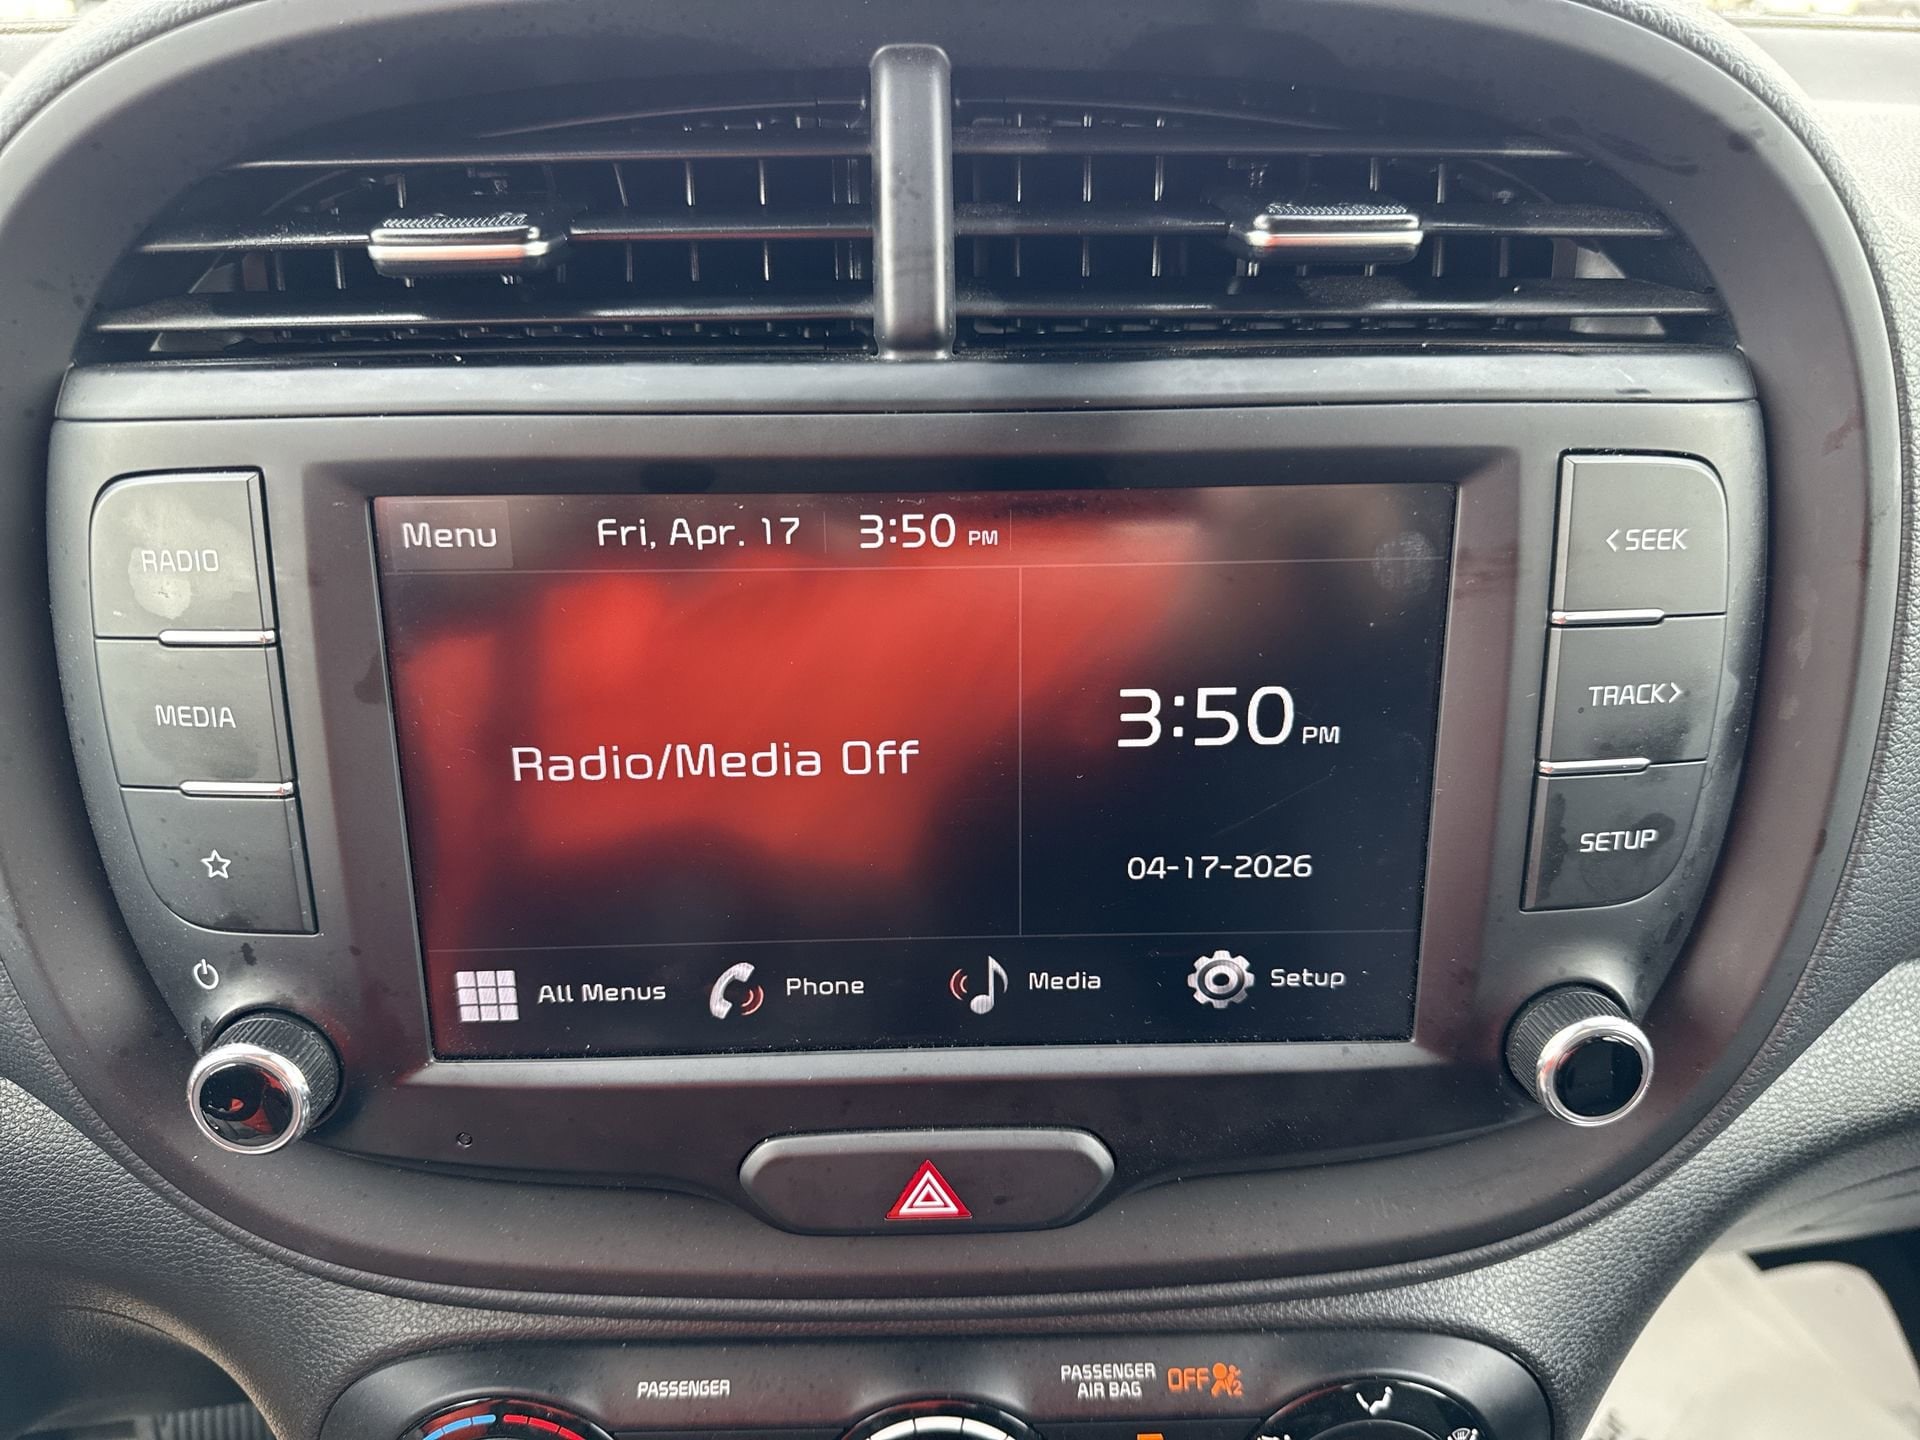 RADIO
MEDIA
Menu
Fri, Apr. 17
3:50 PM
Radio/Media Off
3:50 PM
04-17-2026
All Menus
Phone
Media
Setup
< SEEK
TRACK >
SETUP
PASSENGER
PASSENGER
AIR BAG
OFF
2